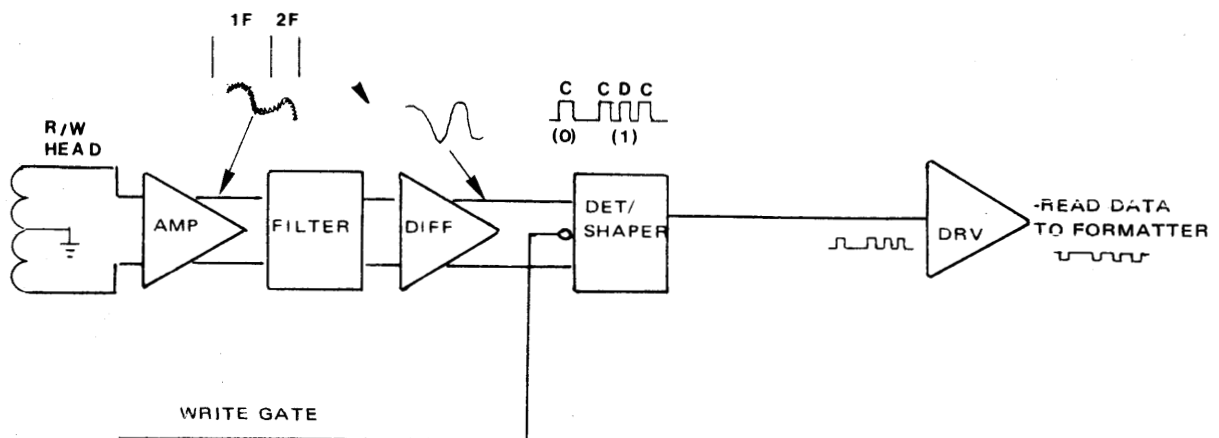 1F 2F
C C D C
(0) (1)
R/W
HEAD
AMP
FILTER
DIFF
DET/
SHAPER
DRV
-READ DATA
TO FORMATTER
WRITE GATE